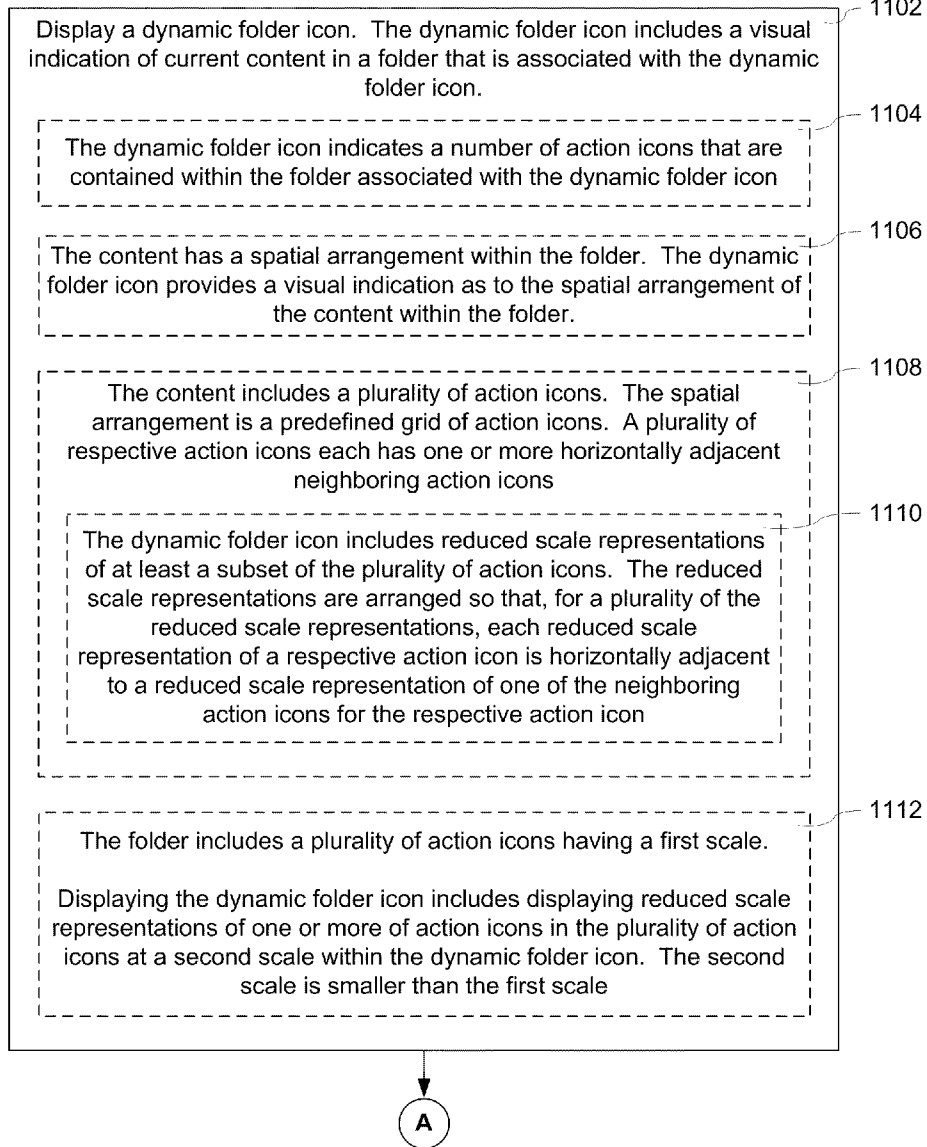 1102
Display a dynamic folder icon. The dynamic folder icon includes a visual
indication of current content in a folder that is associated with the dynamic
folder icon.
1104
The dynamic folder icon indicates a number of action icons that are
contained within the folder associated with the dynamic folder icon
1106
The content has a spatial arrangement within the folder. The dynamic
folder icon provides a visual indication as to the spatial arrangement of
the content within the folder.
1108
The content includes a plurality of action icons. The spatial
arrangement is a predefined grid of action icons. A plurality of
respective action icons each has one or more horizontally adjacent
neighboring action icons
1110
The dynamic folder icon includes reduced scale representations
of at least a subset of the plurality of action icons. The reduced
scale representations are arranged so that, for a plurality of the
reduced scale representations, each reduced scale
representation of a respective action icon is horizontally adjacent
to a reduced scale representation of one of the neighboring
action icons for the respective action icon
1112
The folder includes a plurality of action icons having a first scale.
Displaying the dynamic folder icon includes displaying reduced scale
representations of one or more of action icons in the plurality of action
icons at a second scale within the dynamic folder icon. The second
scale is smaller than the first scale
A